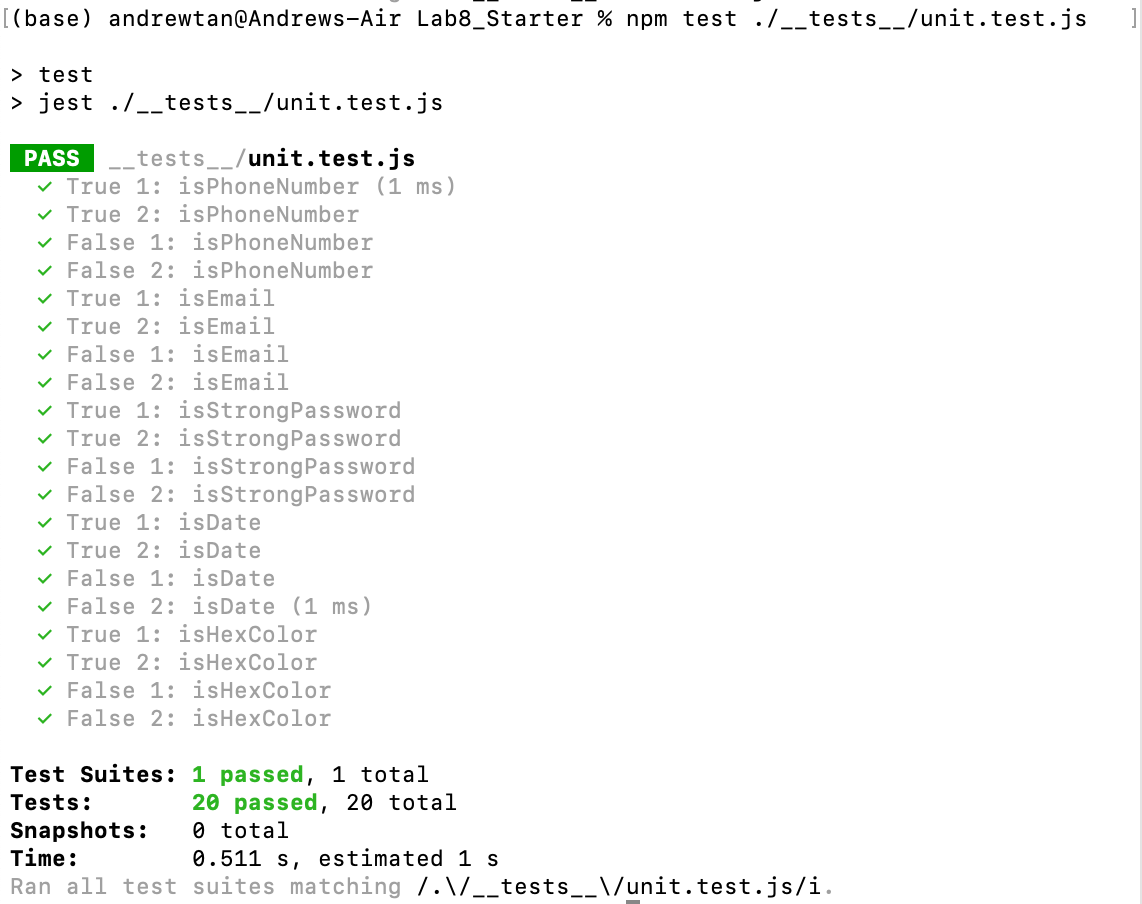 [(base) andrewtan@Andrews-Air Lab8_Starter % npm test ./__tests__/unit.test.js ]
> test
> jest ./__tests__/unit.test.js
PASS __tests__/unit.test.js
✓ True 1: isPhoneNumber (1 ms)
✓ True 2: isPhoneNumber
✓ False 1: isPhoneNumber
✓ False 2: isPhoneNumber
✓ True 1: isEmail
✓ True 2: isEmail
✓ False 1: isEmail
✓ False 2: isEmail
✓ True 1: isStrongPassword
✓ True 2: isStrongPassword
✓ False 1: isStrongPassword
✓ False 2: isStrongPassword
✓ True 1: isDate
✓ True 2: isDate
✓ False 1: isDate
✓ False 2: isDate (1 ms)
✓ True 1: isHexColor
✓ True 2: isHexColor
✓ False 1: isHexColor
✓ False 2: isHexColor
Test Suites: 1 passed, 1 total
Tests: 20 passed, 20 total
Snapshots: 0 total
Time: 0.511 s, estimated 1 s
Ran all test suites matching /.\/__tests__\/unit.test.js/i.